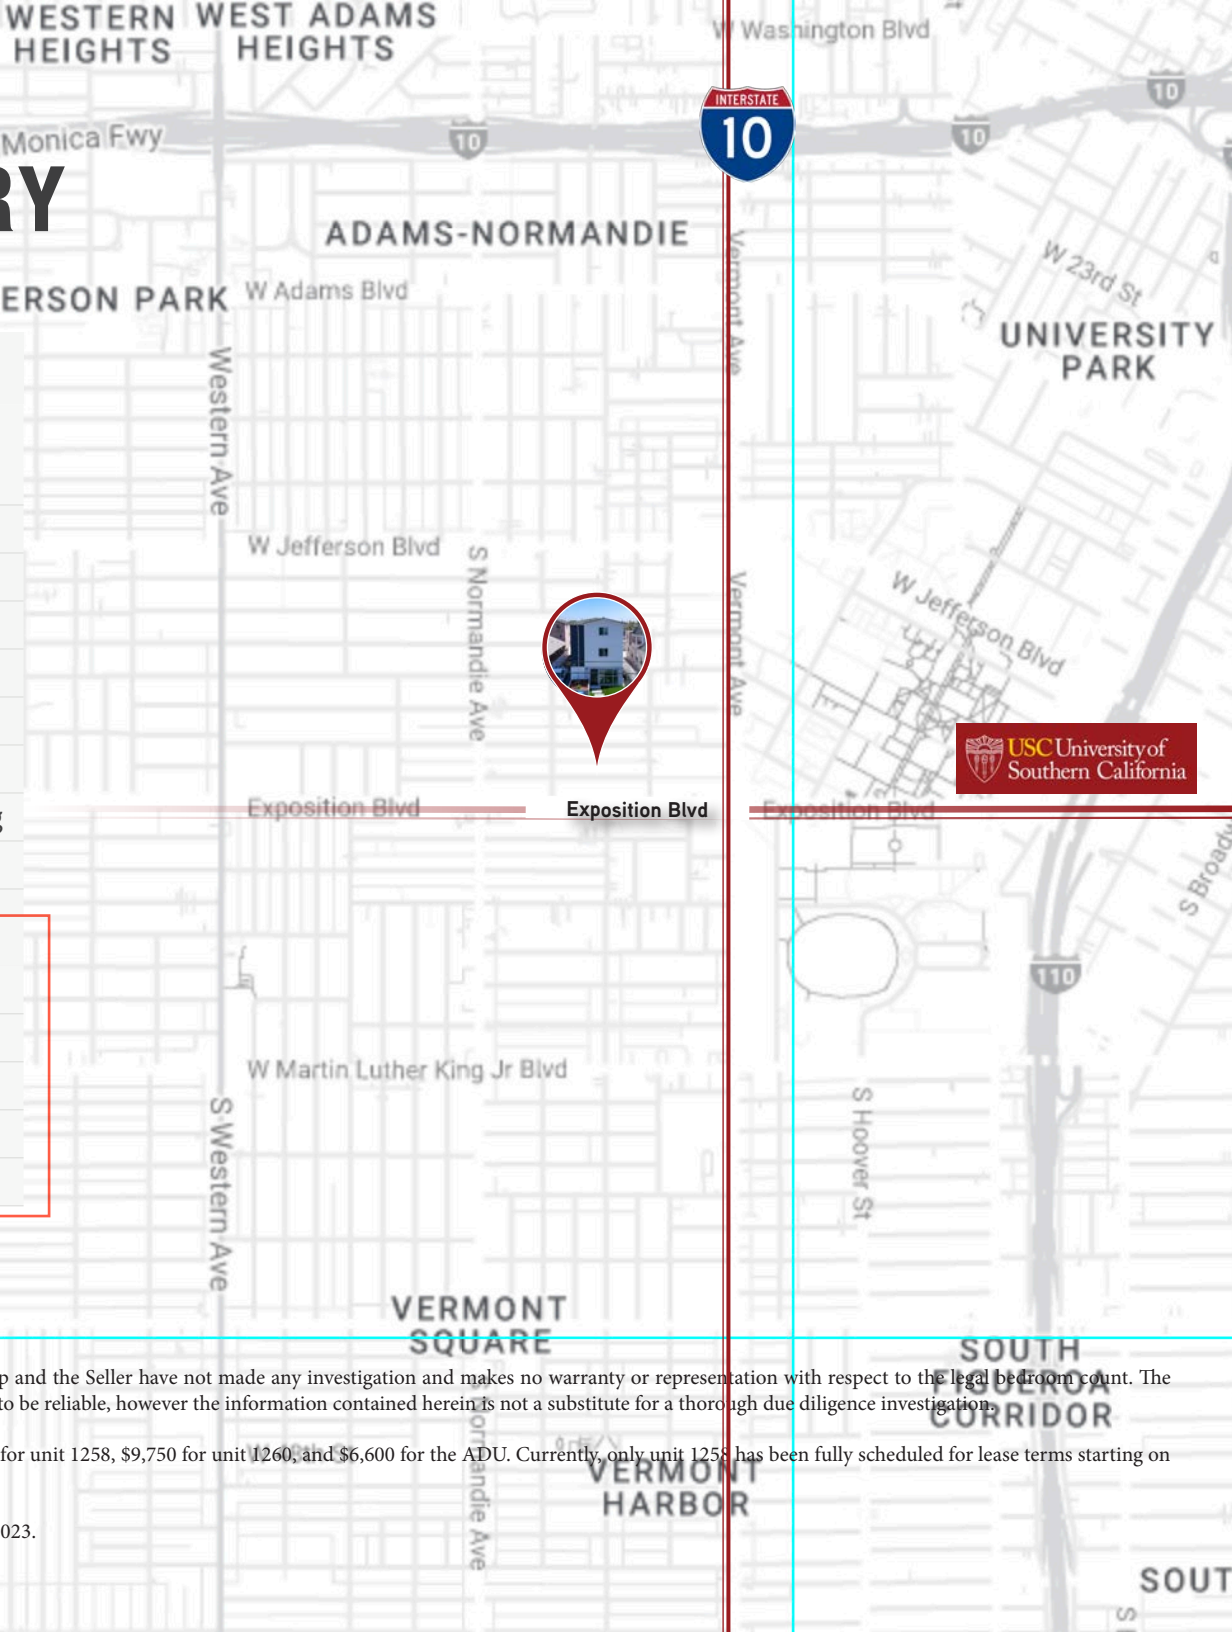 WESTERN HEIGHTS
WEST ADAMS HEIGHTS
W Washington Blvd
INTERSTATE
10
10
10
10
Monica Fwy
RY
ADAMS-NORMANDIE
Vermont Ave
W 23rd St
ERSON PARK
W Adams Blvd
UNIVERSITY PARK
Western Ave
W Jefferson Blvd
S Normandie Ave
Vermont Ave
W Jefferson Blvd
USC University of
Southern California
Exposition Blvd
Exposition Blvd
Exposition Blvd
g
S Broadw
110
W Martin Luther King Jr Blvd
S Hoover St
S Western Ave
VERMONT SQUARE
SOUTH FIGUEROA CORRIDOR
p and the Seller have not made any investigation and makes no warranty or representation with respect to the legal bedroom count. The
to be reliable, however the information contained herein is not a substitute for a thorough due diligence investigation.
for unit 1258, $9,750 for unit 1260, and $6,600 for the ADU. Currently, only unit 1258 has been fully scheduled for lease terms starting on
S Normandie Ave
VERMONT HARBOR
023.
SOUT
S